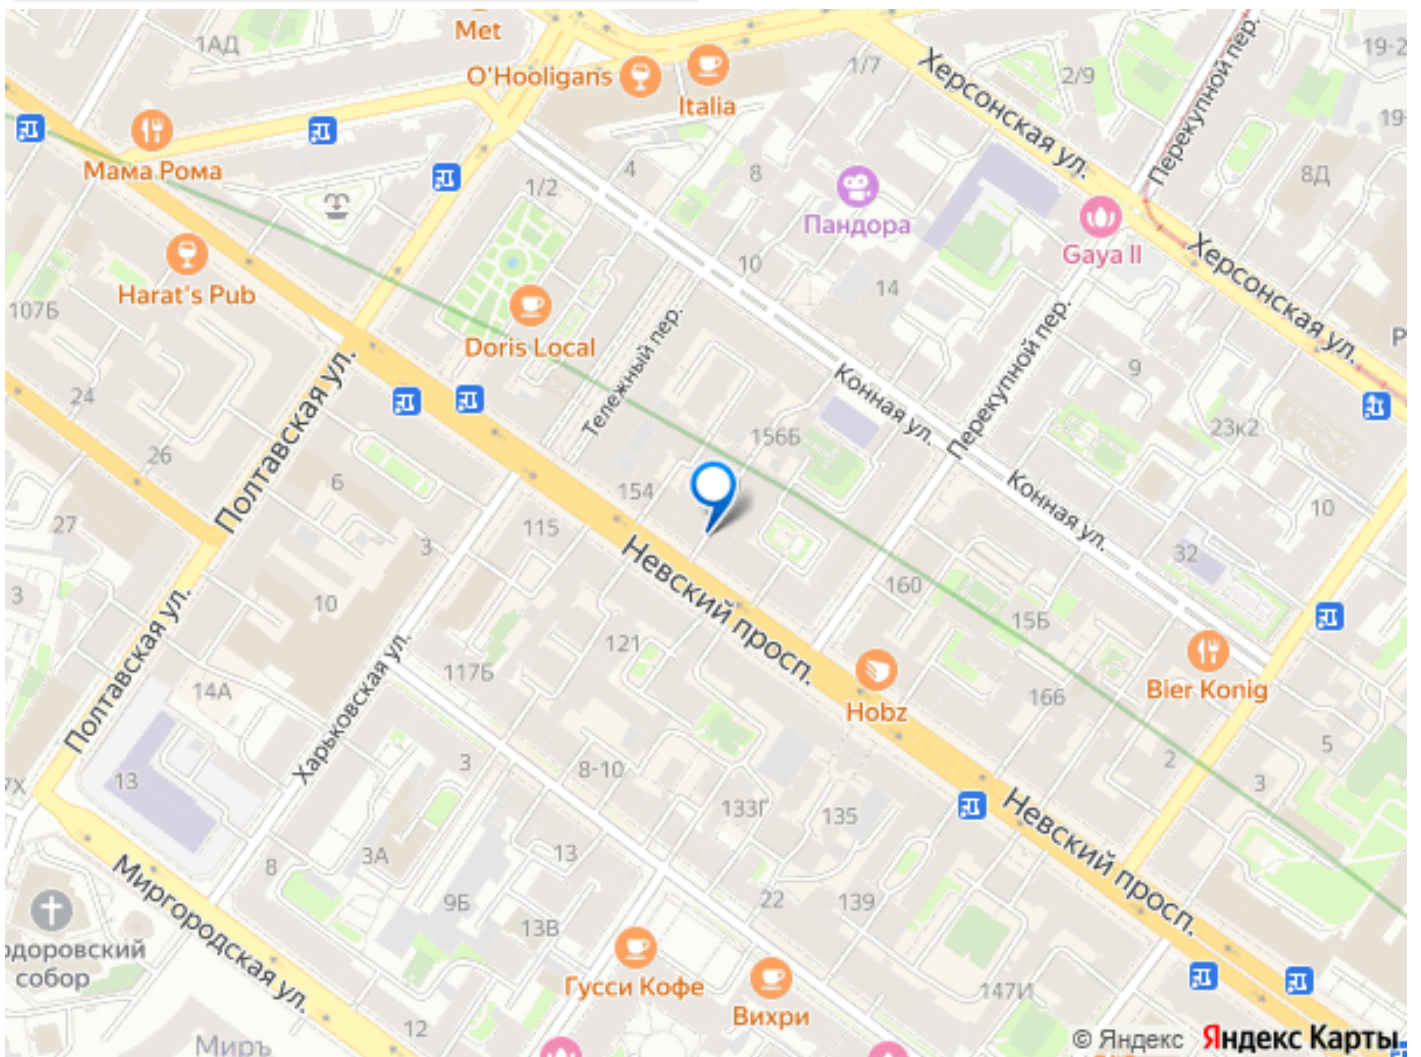 Met
1АД
O'Hooligans
Italia
1/7
2/9
19-2
19-
Херсонская ул.
Перекупной пер.
Мама Рома
1/2
4
8
8Д
Пандора
Gaya II
Херсонская ул.
Harat's Pub
107Б
10
14
Doris Local
Тележный пер.
Полтавская ул.
Конная ул.
Перекупной пер.
9
Р
24
26
156Б
23к2
6
154
Конная ул.
10
27
115
3
Невский просп.
32
3
10
160
15Б
121
117Б
Полтавская ул.
14А
Харьковская ул.
Hobz
166
Bier Konig
13
7Х
3
8-10
133Г
135
2
5
3
Невский просп.
8
3А
13
Миргородская ул.
9Б
13В
22
139
одоровский
собор
Гусси Кофе
Вихри
147И
12
Миръ
© Яндекс Яндекс Карты